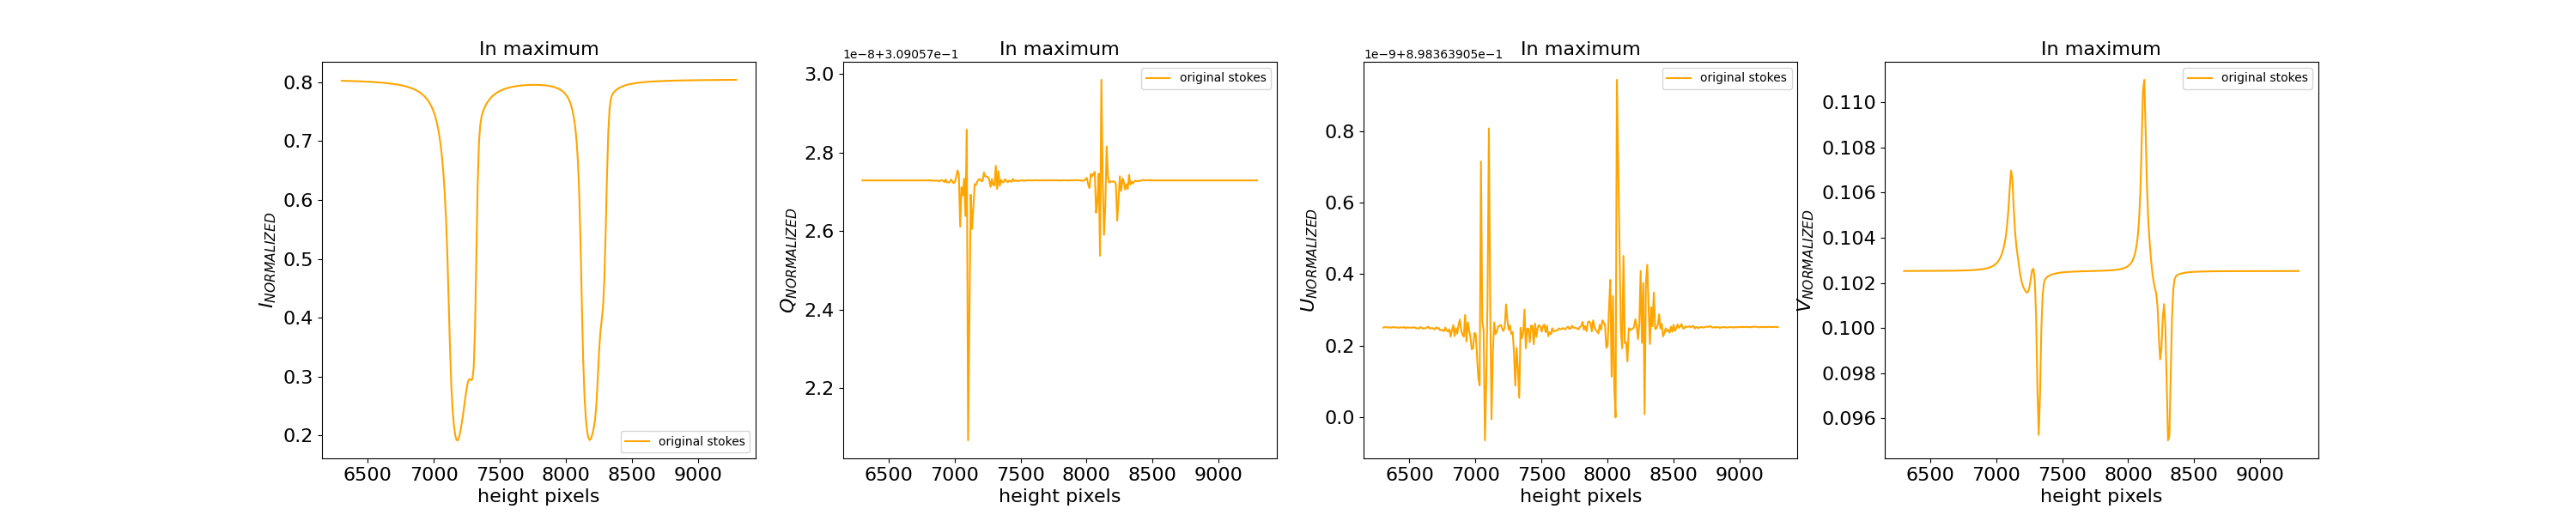 In maximum
0.8
0.7
0.6
0.5
0.4
0.3
0.2
I_NORMALIZED
original stokes
6500 7000 7500 8000 8500 9000
height pixels
1e−8+3.09057e−1
In maximum
3.0
2.8
2.6
2.4
2.2
Q_NORMALIZED
original stokes
6500 7000 7500 8000 8500 9000
height pixels
1e−9+8.98363905e−1
In maximum
0.8
0.6
0.4
0.2
0.0
U_NORMALIZED
original stokes
6500 7000 7500 8000 8500 9000
height pixels
In maximum
0.110
0.108
0.106
0.104
0.102
0.100
0.098
0.096
V_NORMALIZED
original stokes
6500 7000 7500 8000 8500 9000
height pixels